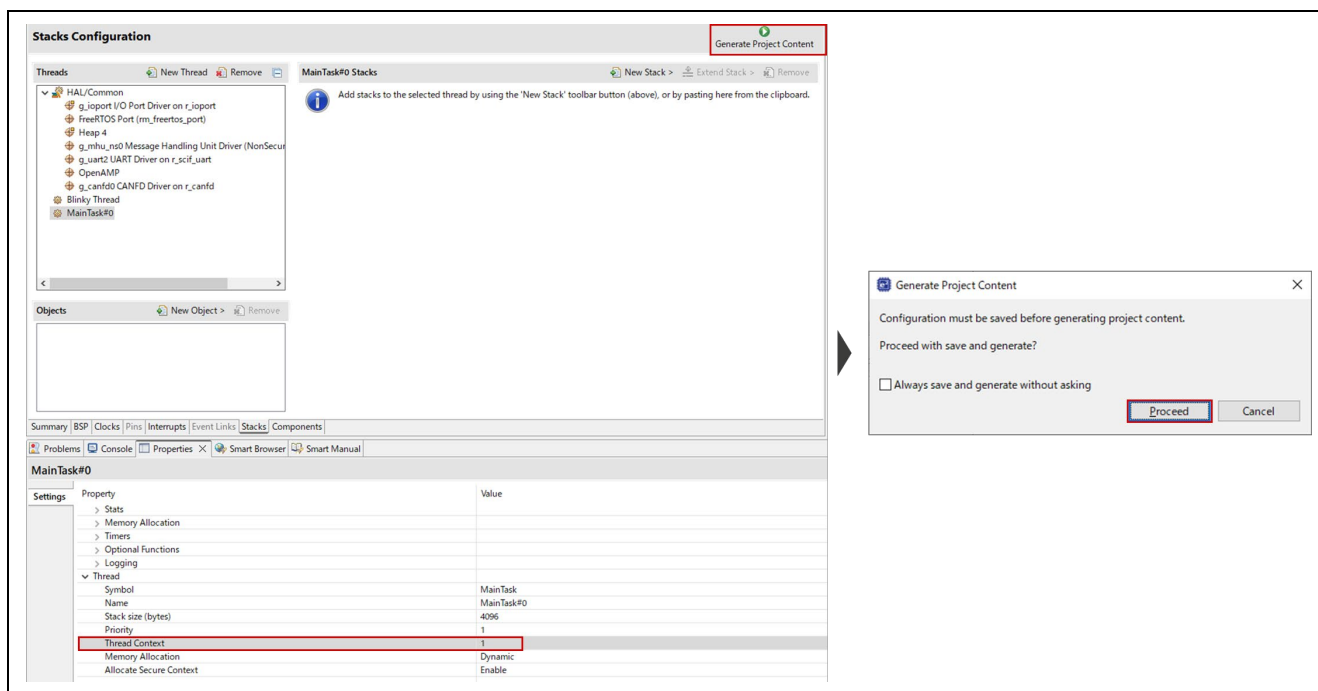 Stacks Configuration
Generate Project Content
Threads New Thread Remove
MainTask#0 Stacks New Stack > Extend Stack > Remove
HAL/Common
g_ioport I/O Port Driver on r_ioport
FreeRTOS Port (rm_freertos_port)
Heap 4
g_mhu_ns0 Message Handling Unit Driver (NonSecur
g_uart2 UART Driver on r_scif_uart
OpenAMP
g_canfd0 CANFD Driver on r_canfd
Blinky Thread
MainTask#0
Add stacks to the selected thread by using the 'New Stack' toolbar button (above), or by pasting here from the clipboard.
Objects New Object > Remove
Summary BSP Clocks Pins Interrupts Event Links Stacks Components
Problems Console Properties Smart Browser Smart Manual
MainTask#0
Settings
Property Value
Stats
Memory Allocation
Timers
Optional Functions
Logging
Thread
Symbol MainTask
Name MainTask#0
Stack size (bytes) 4096
Priority 1
Thread Context 1
Memory Allocation Dynamic
Allocate Secure Context Enable
Generate Project Content
Configuration must be saved before generating project content.
Proceed with save and generate?
Always save and generate without asking
Proceed Cancel